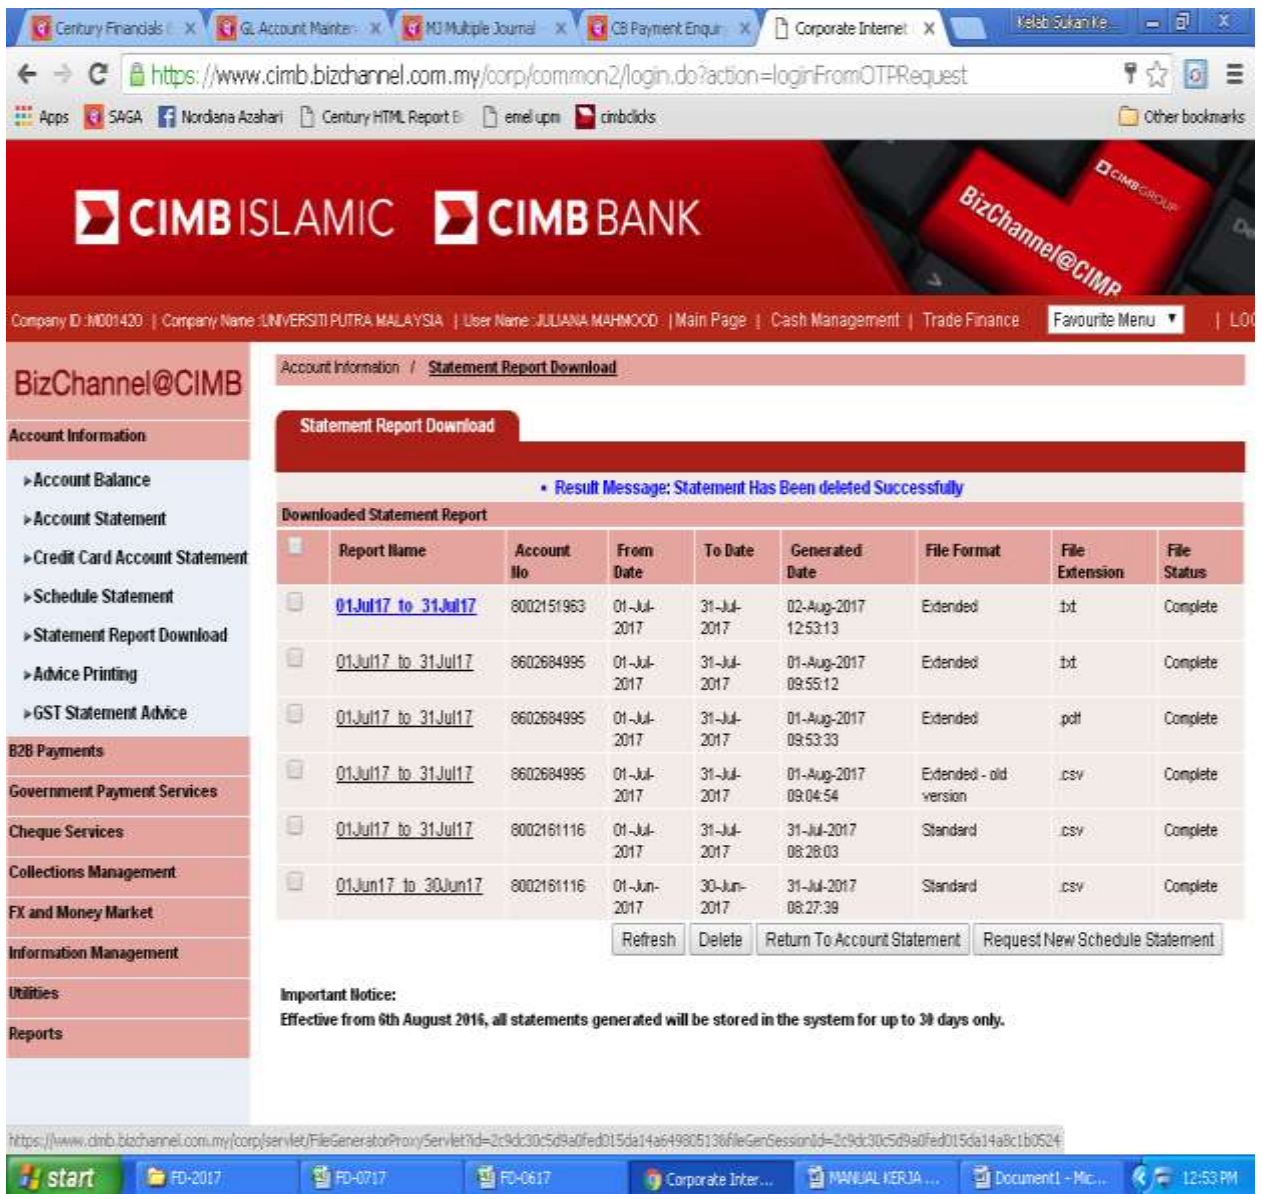 Century Financials
GL Account Mainten
MJ Multiple Journal
CB Payment Enquir
Corporate Internet
Kelab Sukan Ke...
https://www.cimb.bizchannel.com.my/corp/common2/login.do?action=loginFromOTPRequest
Apps SAGA Nordiana Azahari Century HTML Report emel upm cimbclicks Other bookmarks
CIMB ISLAMIC CIMB BANK
CIMBGROUP
BizChannel@CIMB
Company ID :M001420 | Company Name :UNIVERSITI PUTRA MALAYSIA | User Name :JULIANA MAHMOOD | Main Page | Cash Management | Trade Finance Favourite Menu | LOG
BizChannel@CIMB
Account Information / Statement Report Download
Account Information
Account Balance
Account Statement
Credit Card Account Statement
Schedule Statement
Statement Report Download
Advice Printing
GST Statement Advice
B2B Payments
Government Payment Services
Cheque Services
Collections Management
FX and Money Market
Information Management
Utilities
Reports
Statement Report Download
• Result Message: Statement Has Been deleted Successfully
Downloaded Statement Report
Report Name Account No From Date To Date Generated Date File Format File Extension File Status
01Jul17 to 31Jul17 8002151963 01-Jul-2017 31-Jul-2017 02-Aug-2017 12:53:13 Extended .txt Complete
01Jul17 to 31Jul17 8602684995 01-Jul-2017 31-Jul-2017 01-Aug-2017 09:55:12 Extended .txt Complete
01Jul17 to 31Jul17 8602684995 01-Jul-2017 31-Jul-2017 01-Aug-2017 09:53:33 Extended .pdf Complete
01Jul17 to 31Jul17 8602684995 01-Jul-2017 31-Jul-2017 01-Aug-2017 09:04:54 Extended - old version .csv Complete
01Jul17 to 31Jul17 8002161116 01-Jul-2017 31-Jul-2017 31-Jul-2017 08:28:03 Standard .csv Complete
01Jun17 to 30Jun17 8002161116 01-Jun-2017 30-Jun-2017 31-Jul-2017 08:27:39 Standard .csv Complete
Refresh Delete Return To Account Statement Request New Schedule Statement
Important Notice:
Effective from 6th August 2016, all statements generated will be stored in the system for up to 30 days only.
https://www.cimb.bizchannel.com.my/corp/servlet/FileGeneratorProxyServlet?id=2c9dc30c5d9a0fed015da14a64980513&fileGenSessionId=2c9dc30c5d9a0fed015da14a8c1b0524
start FD-2017 FD-0717 FD-0617 Corporate Inter... MANUAL KERJA ... Document1 - Mic... 12:53 PM